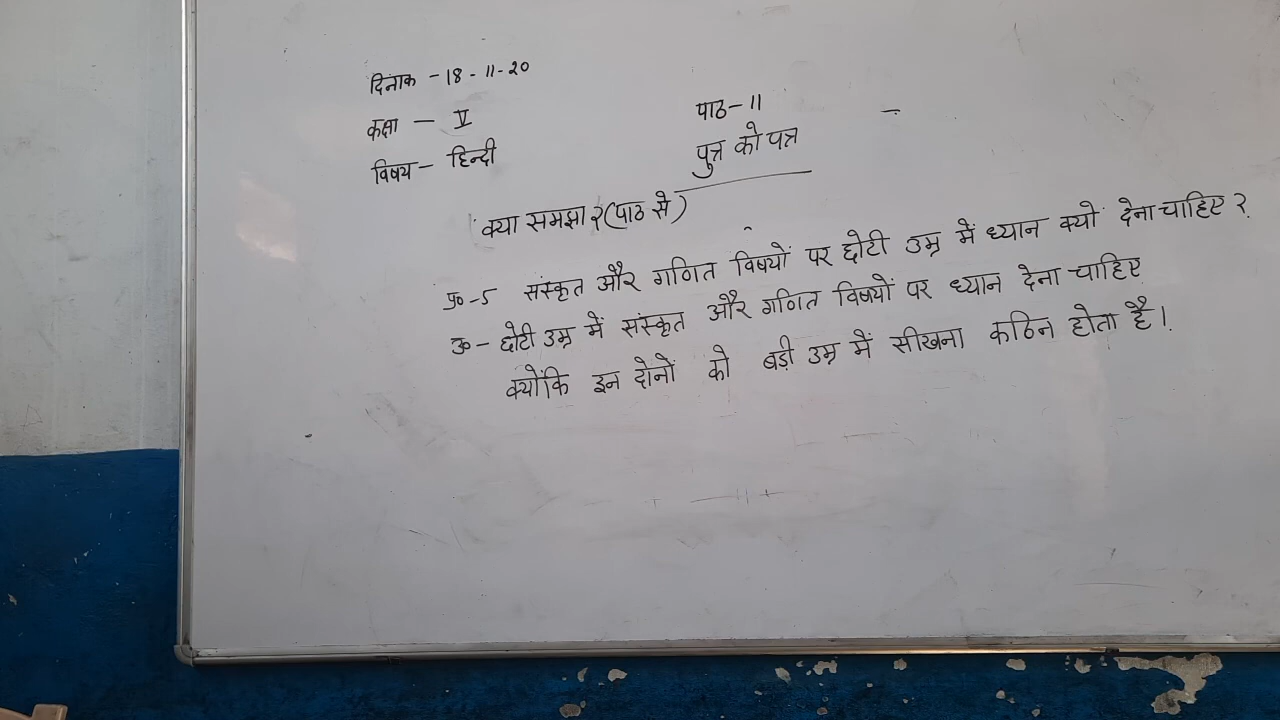 दिनाक - 18-11-20
कक्षा - V
विषय - हिन्दी
पाठ-11
पुत्र को पत्र
क्या समझा ? (पाठ से)
प्र०-5 संस्कृत और गणित विषयों पर छोटी उम्र में ध्यान क्यों देना चाहिए ?
उ०- छोटी उम्र में संस्कृत और गणित विषयों पर ध्यान देना चाहिए
क्योंकि इन दोनों को बड़ी उम्र में सीखना कठिन होता है।